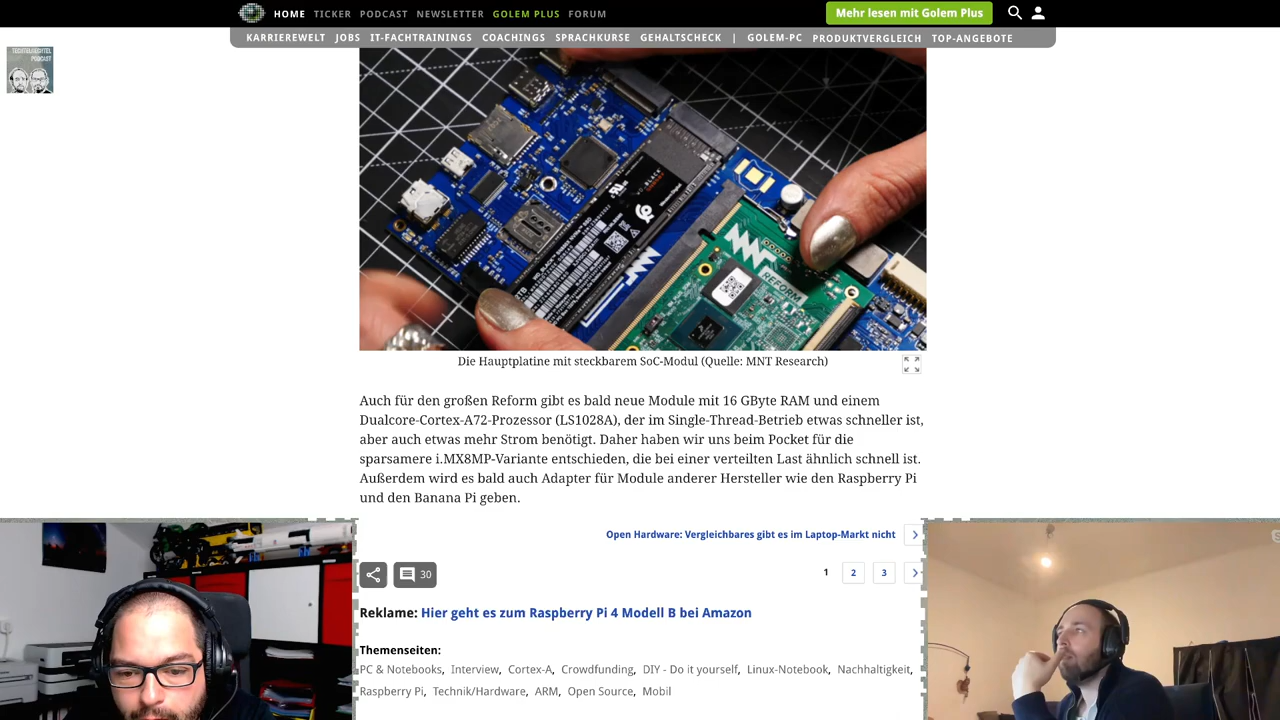 HOME TICKER PODCAST NEWSLETTER GOLEM PLUS FORUM Mehr lesen mit Golem Plus
KARRIEREWELT JOBS IT-FACHTRAININGS COACHINGS SPRACHKURSE GEHALTSCHECK | GOLEM-PC PRODUKTVERGLEICH TOP-ANGEBOTE
TECHTELMECHTEL
PODCAST
WD_BLACK
REFORM
Die Hauptplatine mit steckbarem SoC-Modul (Quelle: MNT Research)
Auch für den großen Reform gibt es bald neue Module mit 16 GByte RAM und einem
Dualcore-Cortex-A72-Prozessor (LS1028A), der im Single-Thread-Betrieb etwas schneller ist,
aber auch etwas mehr Strom benötigt. Daher haben wir uns beim Pocket für die
sparsamere i.MX8MP-Variante entschieden, die bei einer verteilten Last ähnlich schnell ist.
Außerdem wird es bald auch Adapter für Module anderer Hersteller wie den Raspberry Pi
und den Banana Pi geben.
Open Hardware: Vergleichbares gibt es im Laptop-Markt nicht
30
1 2 3
Reklame: Hier geht es zum Raspberry Pi 4 Modell B bei Amazon
Themenseiten:
PC & Notebooks, Interview, Cortex-A, Crowdfunding, DIY - Do it yourself, Linux-Notebook, Nachhaltigkeit,
Raspberry Pi, Technik/Hardware, ARM, Open Source, Mobil